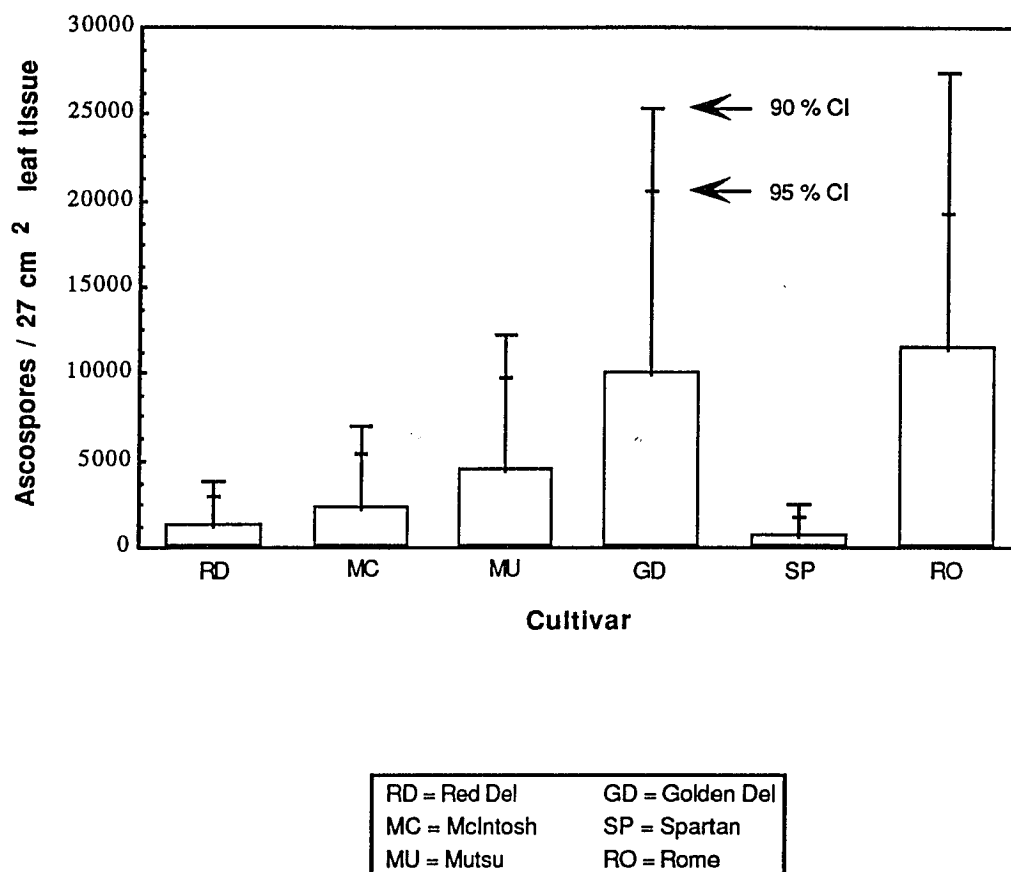 Ascospores / 27 cm 2 leaf tissue
30000
25000
20000
15000
10000
5000
0
90 % CI
95 % CI
RD MC MU GD SP RO
Cultivar
RD = Red Del GD = Golden Del
MC = McIntosh SP = Spartan
MU = Mutsu RO = Rome